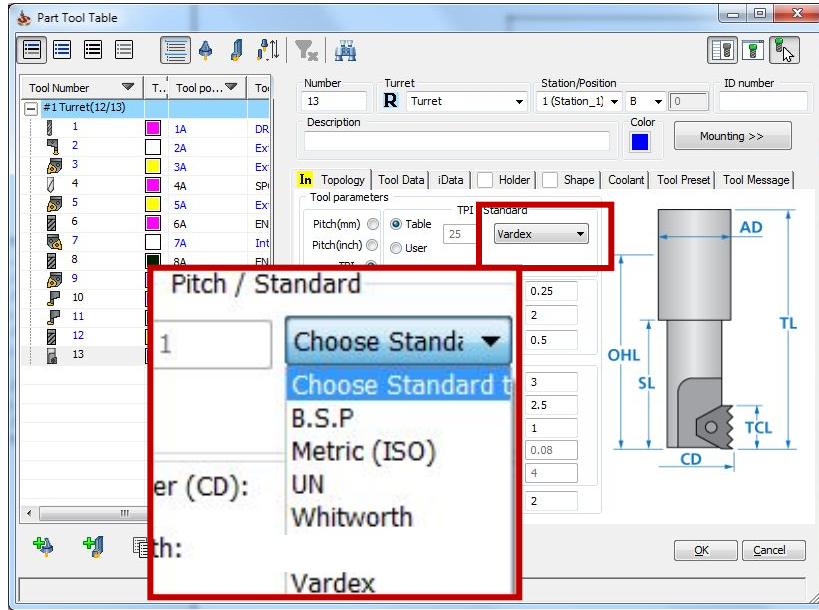 Part Tool Table
Tool Number T.. Tool po...
#1 Turret(12/13)
1 1A DR
2 2A Ex
3 3A Ex
4 4A
5 5A Ex
6 6A EN
7 7A Int
8 8A EN
9
10
11
12
13
Number Turret Station/Position ID number
13 R Turret 1 (Station_1) B 0
Description Color
Mounting >>
In Topology Tool Data iData Holder Shape Coolant Tool Preset Tool Message
Tool parameters
TPI Standard
Pitch(mm) Table 25 Vardex
Pitch(inch) User
TPI
0.25
2
0.5
3
2.5
1
0.08
4
2
Pitch / Standard
1 Choose Standa
Choose Standard t
B.S.P
Metric (ISO)
UN
Whitworth
Vardex
er (CD):
th:
AD
TL
OHL
SL
TCL
CD
OK Cancel